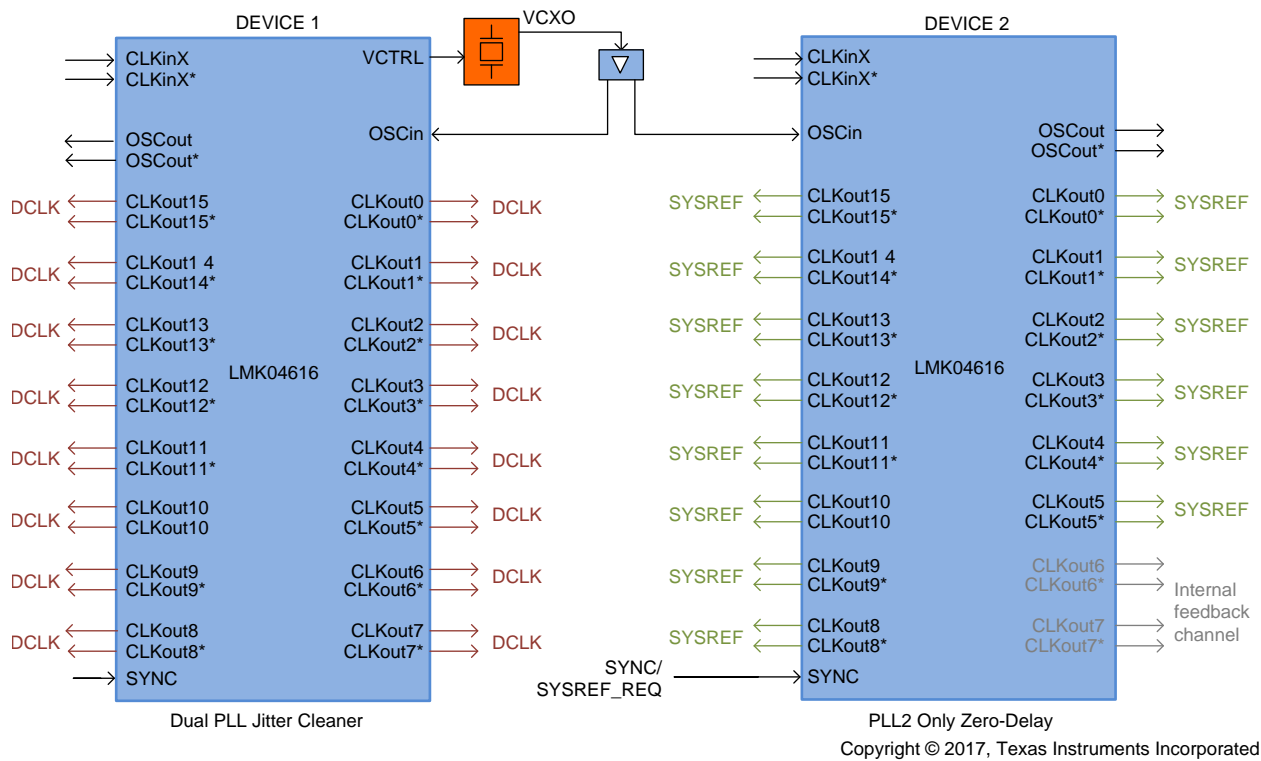 DEVICE 1
VCXO
DEVICE 2
CLKinX
CLKinX*
VCTRL
OSCout
OSCout*
OSCin
DCLK
CLKout15
CLKout15*
CLKout0
CLKout0*
DCLK
DCLK
CLKout1 4
CLKout14*
CLKout1
CLKout1*
DCLK
DCLK
CLKout13
CLKout13*
CLKout2
CLKout2*
DCLK
LMK04616
DCLK
CLKout12
CLKout12*
CLKout3
CLKout3*
DCLK
DCLK
CLKout11
CLKout11*
CLKout4
CLKout4*
DCLK
DCLK
CLKout10
CLKout10
CLKout5
CLKout5*
DCLK
DCLK
CLKout9
CLKout9*
CLKout6
CLKout6*
DCLK
DCLK
CLKout8
CLKout8*
CLKout7
CLKout7*
DCLK
SYNC
Dual PLL Jitter Cleaner
CLKinX
CLKinX*
OSCin
OSCout
OSCout*
SYSREF
CLKout15
CLKout15*
CLKout0
CLKout0*
SYSREF
SYSREF
CLKout1 4
CLKout14*
CLKout1
CLKout1*
SYSREF
SYSREF
CLKout13
CLKout13*
CLKout2
CLKout2*
SYSREF
LMK04616
SYSREF
CLKout12
CLKout12*
CLKout3
CLKout3*
SYSREF
SYSREF
CLKout11
CLKout11*
CLKout4
CLKout4*
SYSREF
SYSREF
CLKout10
CLKout10
CLKout5
CLKout5*
SYSREF
SYSREF
CLKout9
CLKout9*
CLKout6
CLKout6*
SYSREF
CLKout8
CLKout8*
CLKout7
CLKout7*
Internal
feedback
channel
SYNC/
SYSREF_REQ
SYNC
PLL2 Only Zero-Delay
Copyright © 2017, Texas Instruments Incorporated